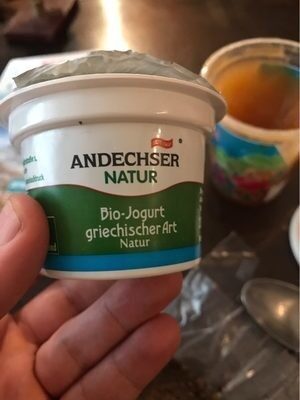 ANDECHSER
NATUR
Bio-Jogurt
griechischer Art
Natur